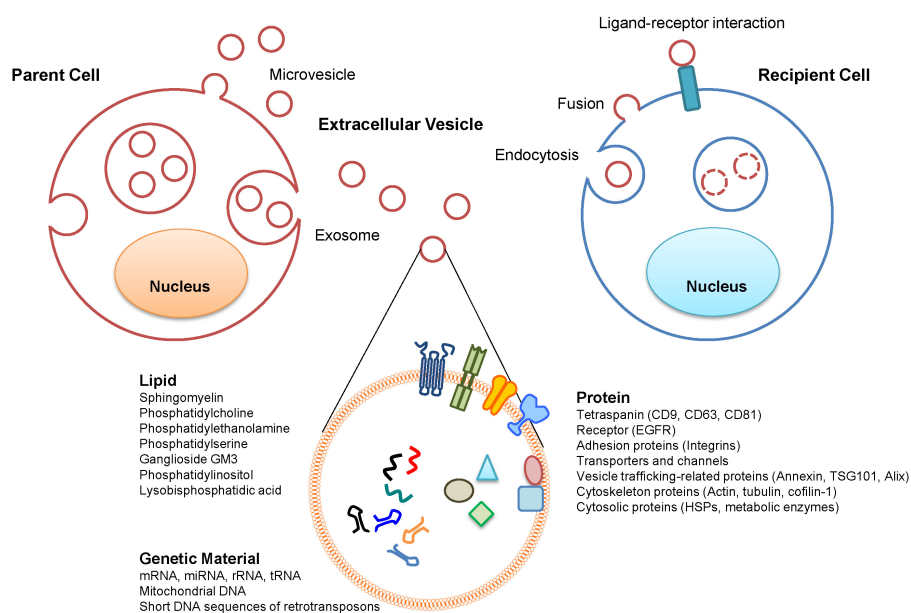 Ligand-receptor interaction
Parent Cell
Microvesicle
Recipient Cell
Fusion
Extracellular Vesicle
Endocytosis
Exosome
Nucleus
Nucleus
Lipid
Sphingomyelin
Phosphatidylcholine
Phosphatidylethanolamine
Phosphatidylserine
Ganglioside GM3
Phosphatidylinositol
Lysobisphosphatidic acid
Protein
Tetraspanin (CD9, CD63, CD81)
Receptor (EGFR)
Adhesion proteins (Integrins)
Transporters and channels
Vesicle trafficking-related proteins (Annexin, TSG101, Alix)
Cytoskeleton proteins (Actin, tubulin, cofilin-1)
Cytosolic proteins (HSPs, metabolic enzymes)
Genetic Material
mRNA, miRNA, rRNA, tRNA
Mitochondrial DNA
Short DNA sequences of retrotransposons